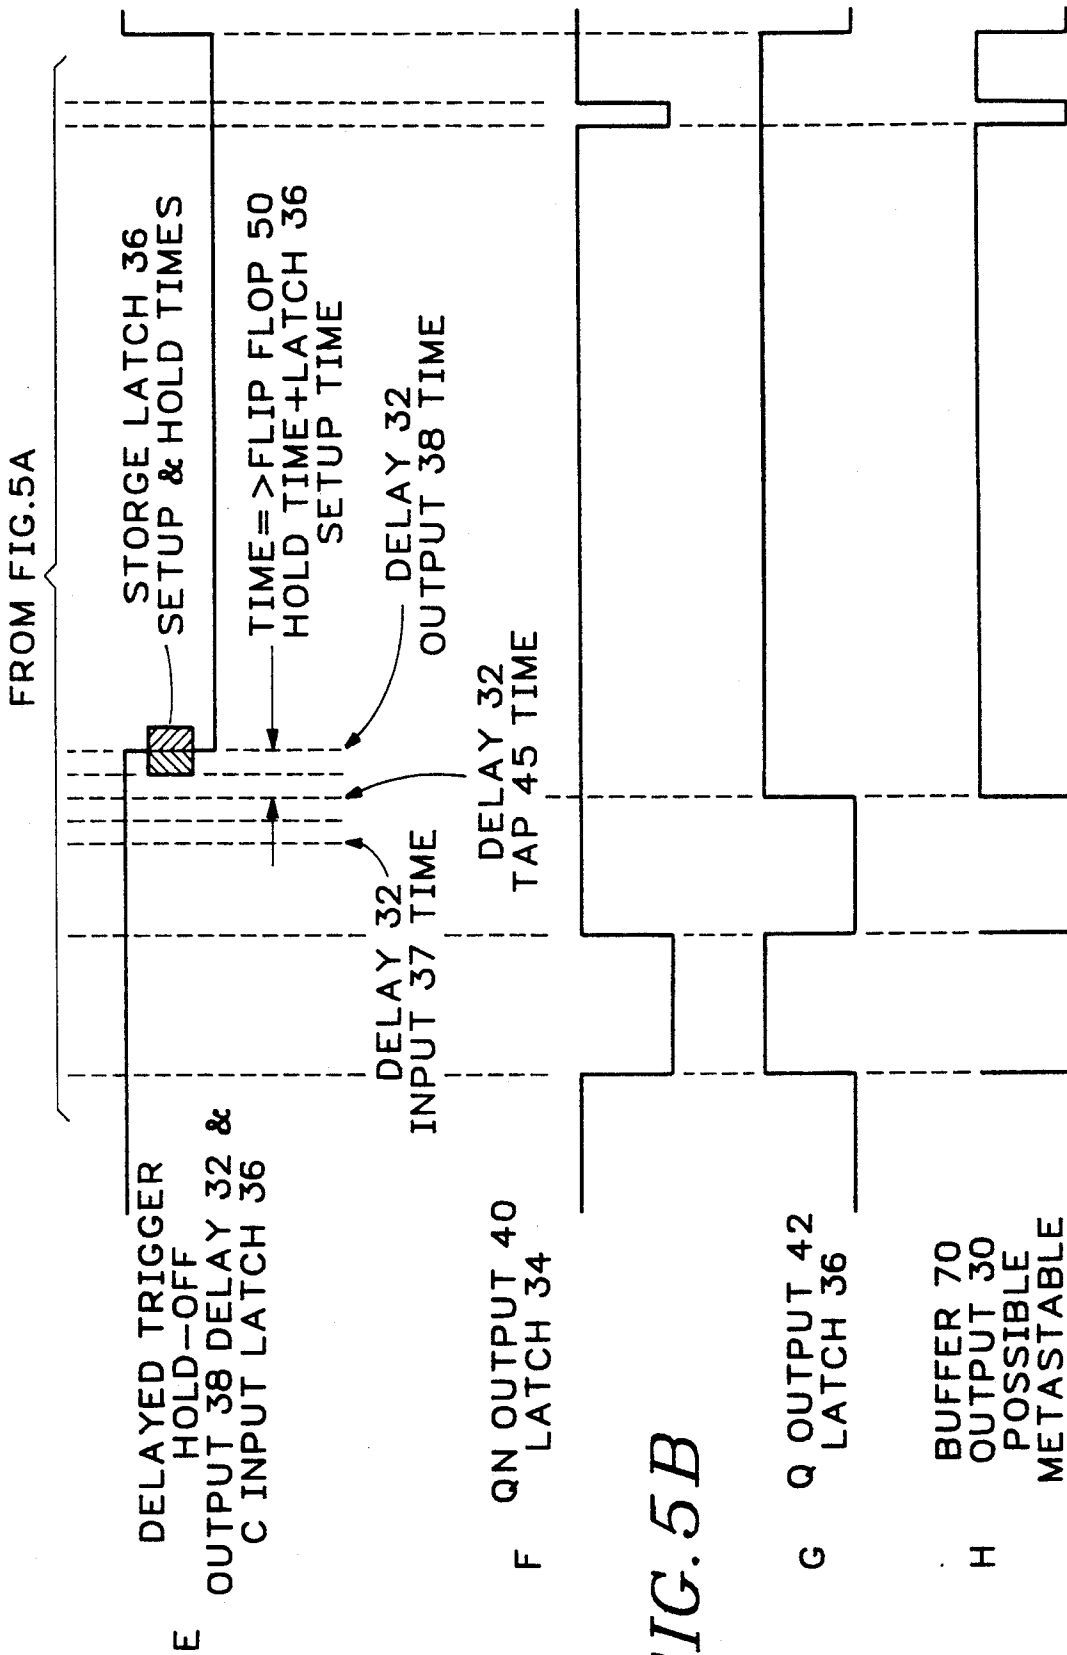 FROM FIG.5A
E
DELAYED TRIGGER
HOLD-OFF
OUTPUT 38 DELAY 32 &
C INPUT LATCH 36
STORGE LATCH 36
SETUP & HOLD TIMES
TIME=>FLIP FLOP 50
HOLD TIME+LATCH 36
SETUP TIME
DELAY 32
OUTPUT 38 TIME
DELAY 32
TAP 45 TIME
DELAY 32
INPUT 37 TIME
F
QN OUTPUT 40
LATCH 34
FIG.5B
G
Q OUTPUT 42
LATCH 36
H
BUFFER 70
OUTPUT 30
POSSIBLE
METASTABLE